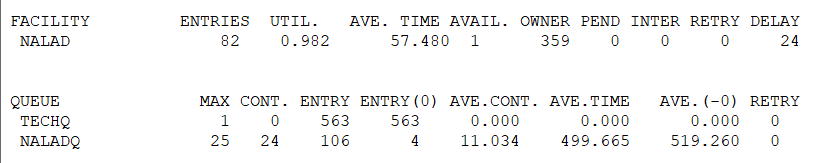 FACILITY ENTRIES UTIL. AVE. TIME AVAIL. OWNER PEND INTER RETRY DELAY
NALAD 82 0.982 57.480 1 359 0 0 0 24
QUEUE MAX CONT. ENTRY ENTRY(0) AVE.CONT. AVE.TIME AVE.(-0) RETRY
TECHQ 1 0 563 563 0.000 0.000 0.000 0
NALADQ 25 24 106 4 11.034 499.665 519.260 0